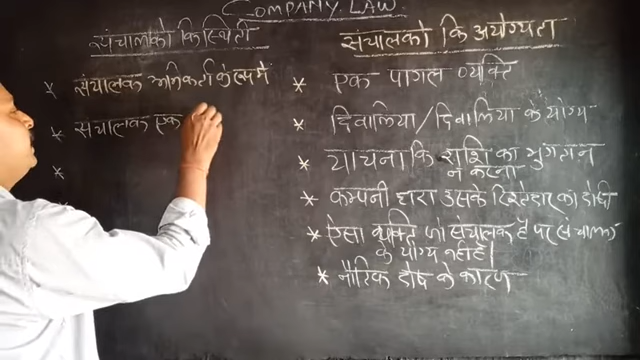 COMPANY LAW
संचालको कि स्थिती
* संचालक अभिकर्ता के रूप मे
* संचालक एक
*
संचालको कि अयोग्यता
* एक पागल व्यक्ति
* दिवालिया/दिवालिया के योग्य
* याचना कि राशि का भुगतान
न करना
* कम्पनी द्वारा उसके का दोषी
* ऐसा व्यक्ति जो संचालक है पर संचालक
के योग्य नही है।
* नैतिक दोष के कारण